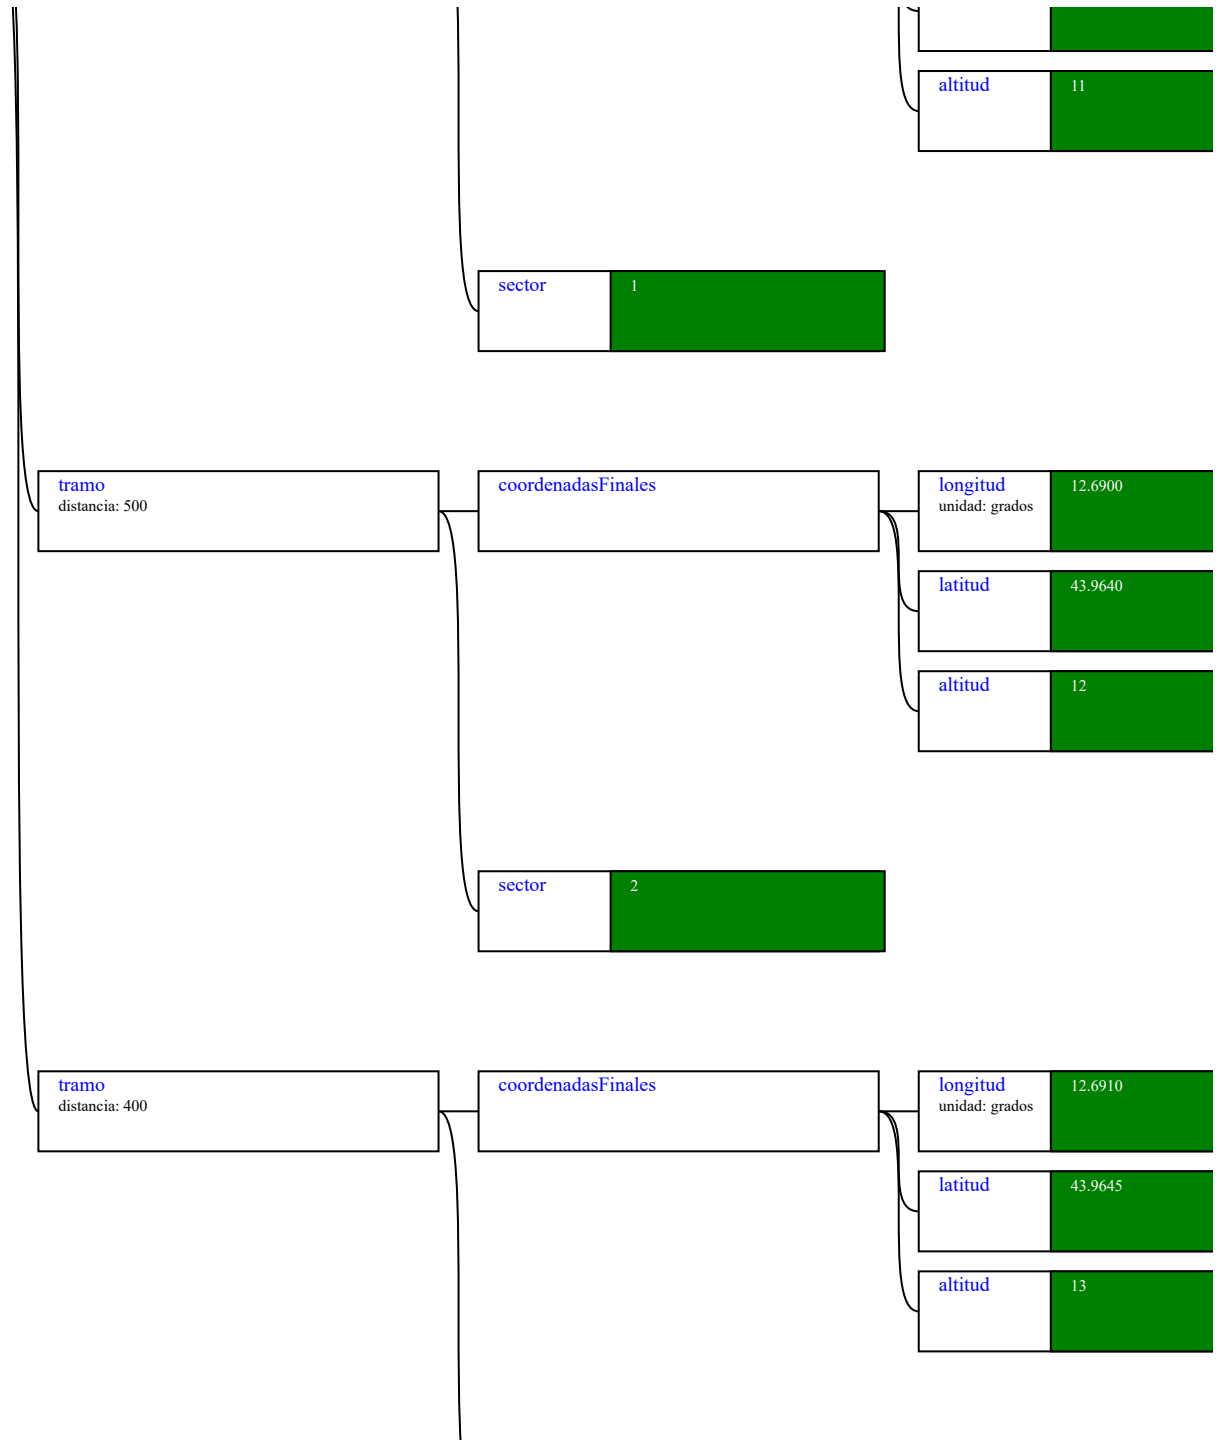 altitud 11
sector 1
tramo
distancia: 500
coordenadasFinales
longitud 12.6900
unidad: grados
latitud 43.9640
altitud 12
sector 2
tramo
distancia: 400
coordenadasFinales
longitud 12.6910
unidad: grados
latitud 43.9645
altitud 13